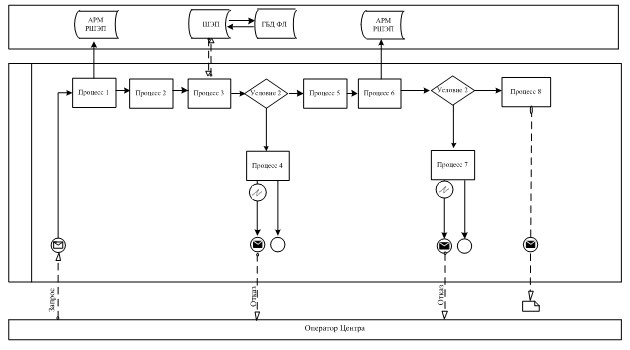 АРМ
РШЭП
ШЭП
ГБД ФЛ
АРМ
РШЭП
Процесс 1
Процесс 2
Процесс 3
Условие 2
Процесс 5
Процесс 6
Условие 2
Процесс 8
Процесс 4
Процесс 7
Запрос
Отказ
Отказ
Оператор Центра